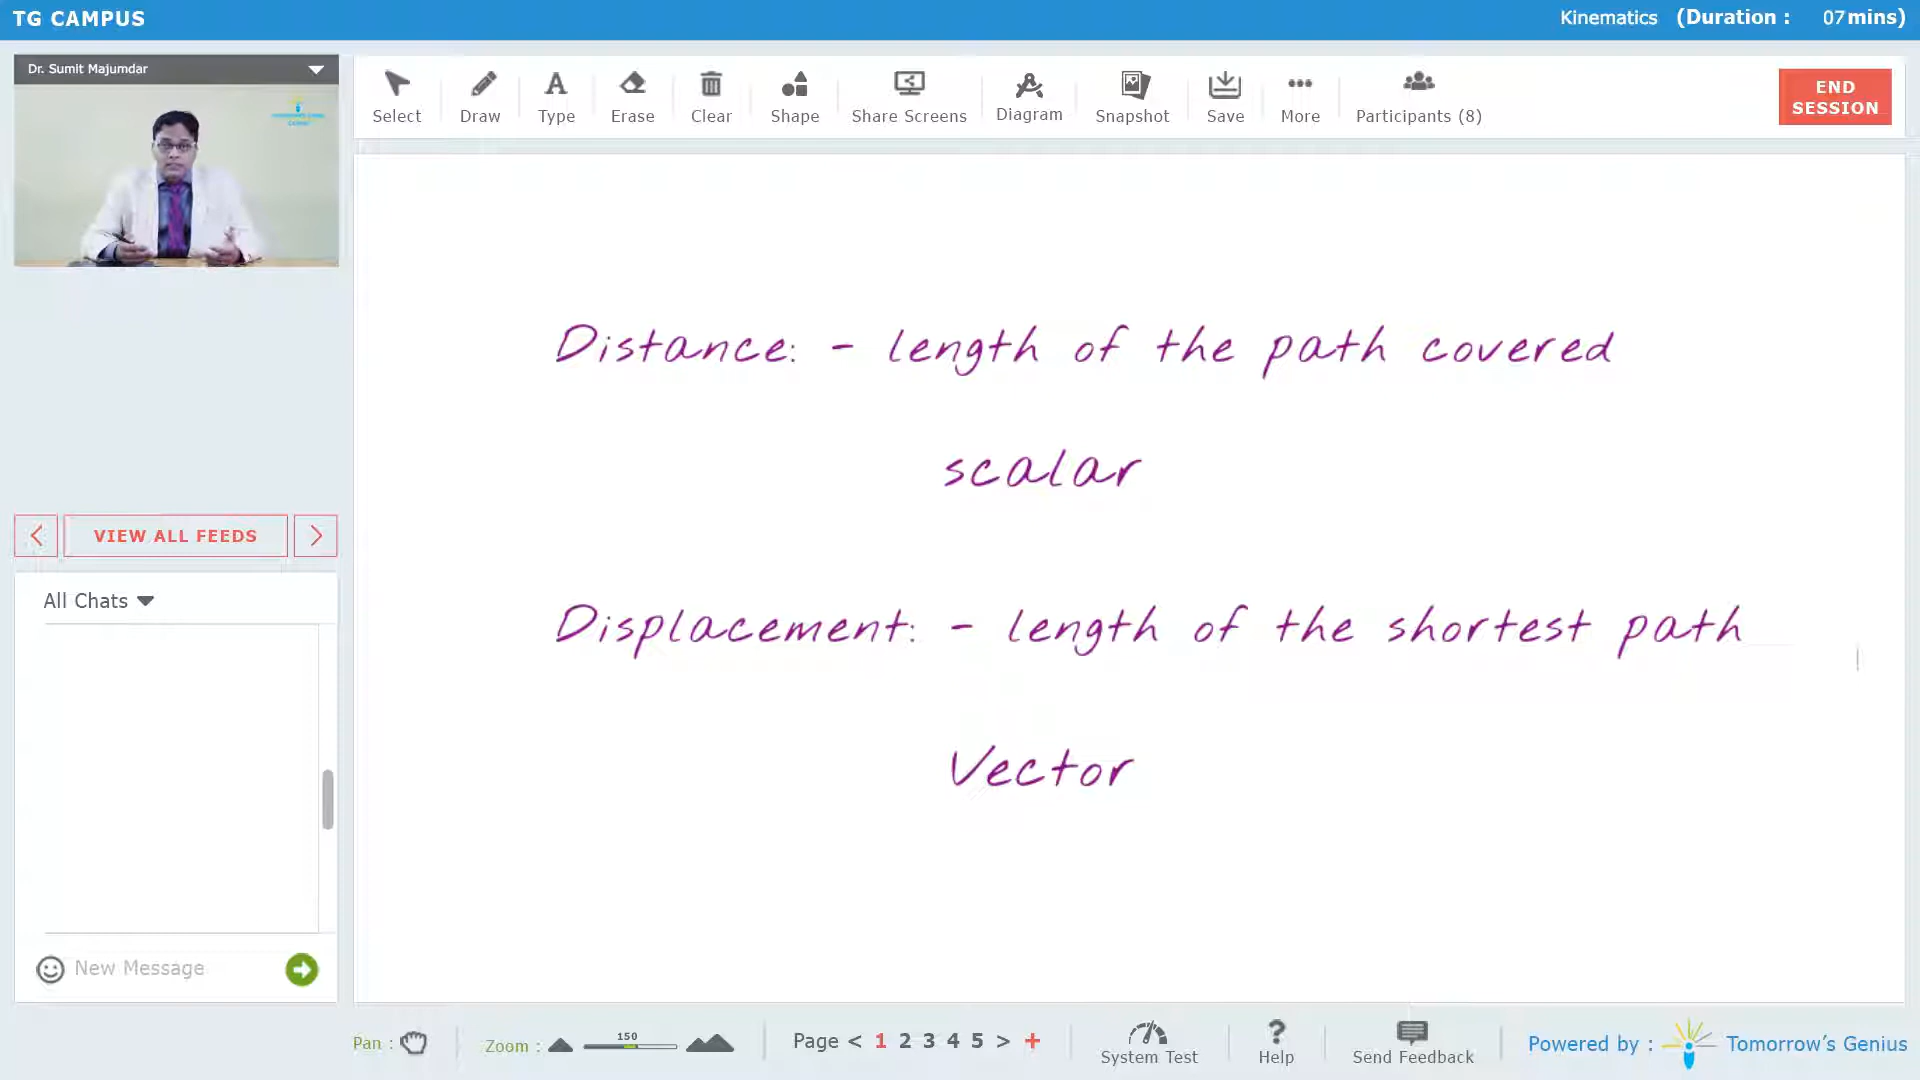 TG CAMPUS
Kinematics (Duration : 07 mins)
Dr. Sumit Majumdar
Select Draw Type Erase Clear Shape Share Screens Diagram Snapshot Save More Participants (8)
END SESSION
Distance: - length of the path covered
scalar
Displacement: - length of the shortest path
Vector
VIEW ALL FEEDS
All Chats
New Message
Pan : Zoom : 150 Page < 1 2 3 4 5 > + System Test Help Send Feedback Powered by : Tomorrow's Genius